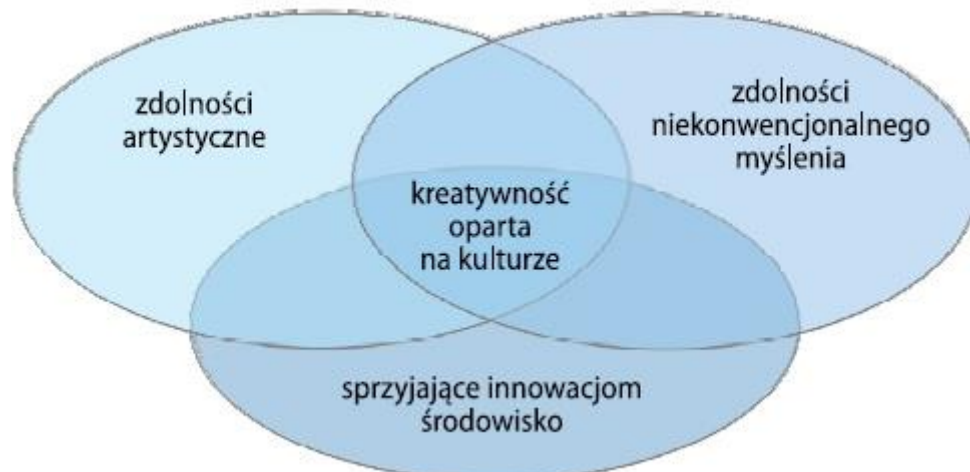 zdolności
artystyczne
zdolności
niekonwencjonalnego
myślenia
kreatywność
oparta
na kulturze
sprzyjające innowacjom
środowisko